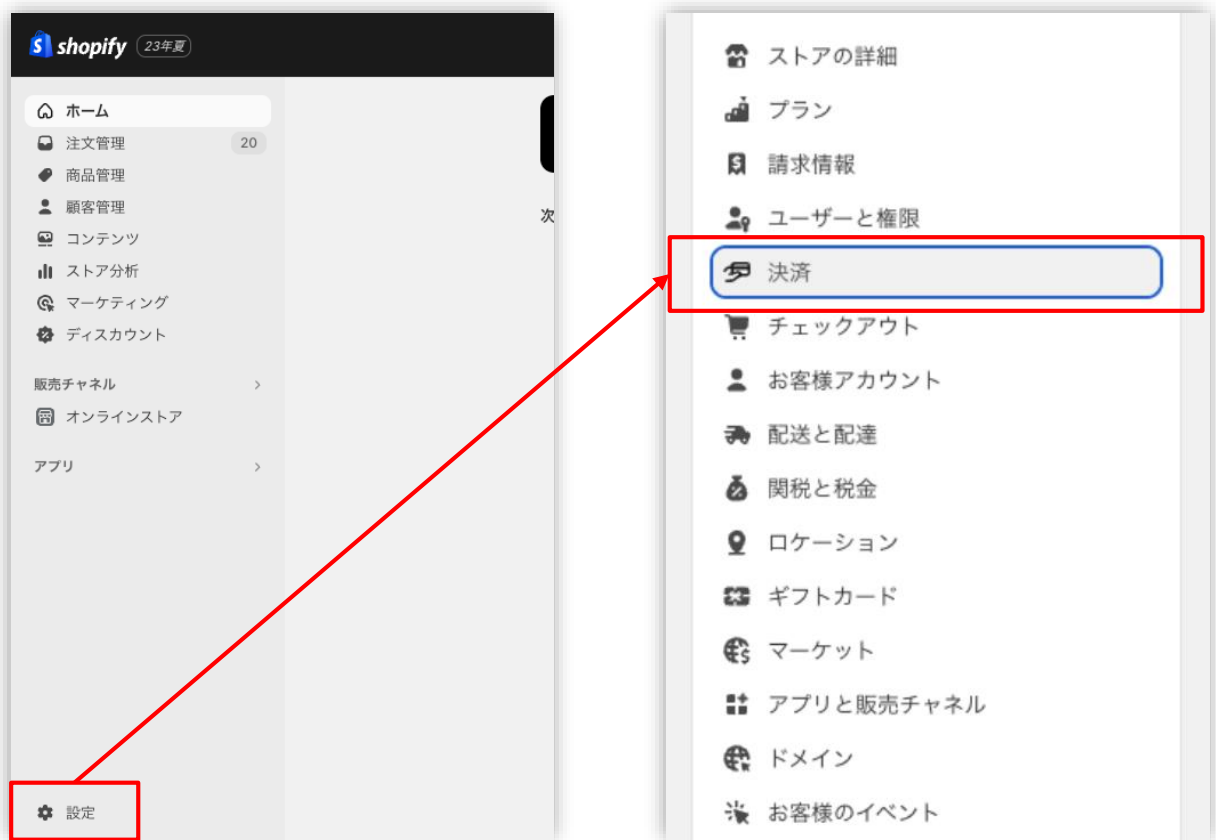 shopify 23年夏
ホーム
注文管理 20
商品管理
顧客管理
コンテンツ
ストア分析
マーケティング
ディスカウント
販売チャネル
オンラインストア
アプリ
設定
次
ストアの詳細
プラン
請求情報
ユーザーと権限
決済
チェックアウト
お客様アカウント
配送と配達
関税と税金
ロケーション
ギフトカード
マーケット
アプリと販売チャネル
ドメイン
お客様のイベント